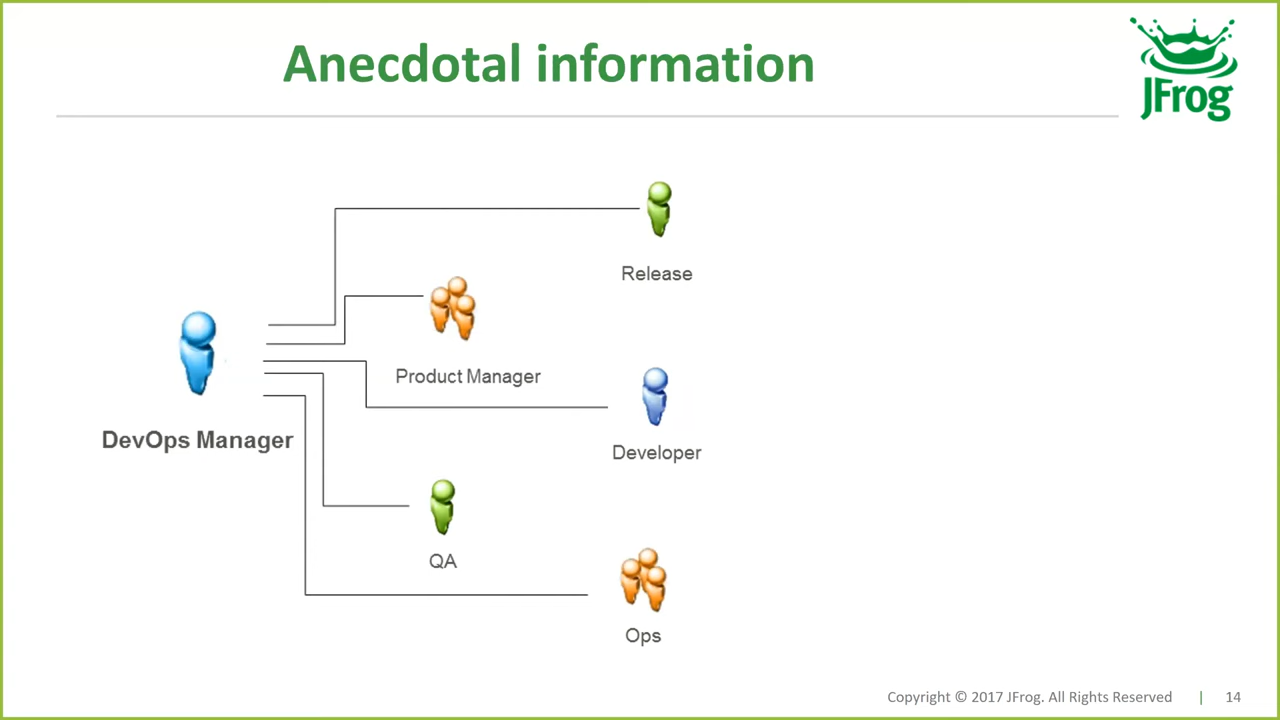 Anecdotal information
JFrog
Release
Product Manager
Developer
DevOps Manager
QA
Ops
Copyright © 2017 JFrog. All Rights Reserved | 14